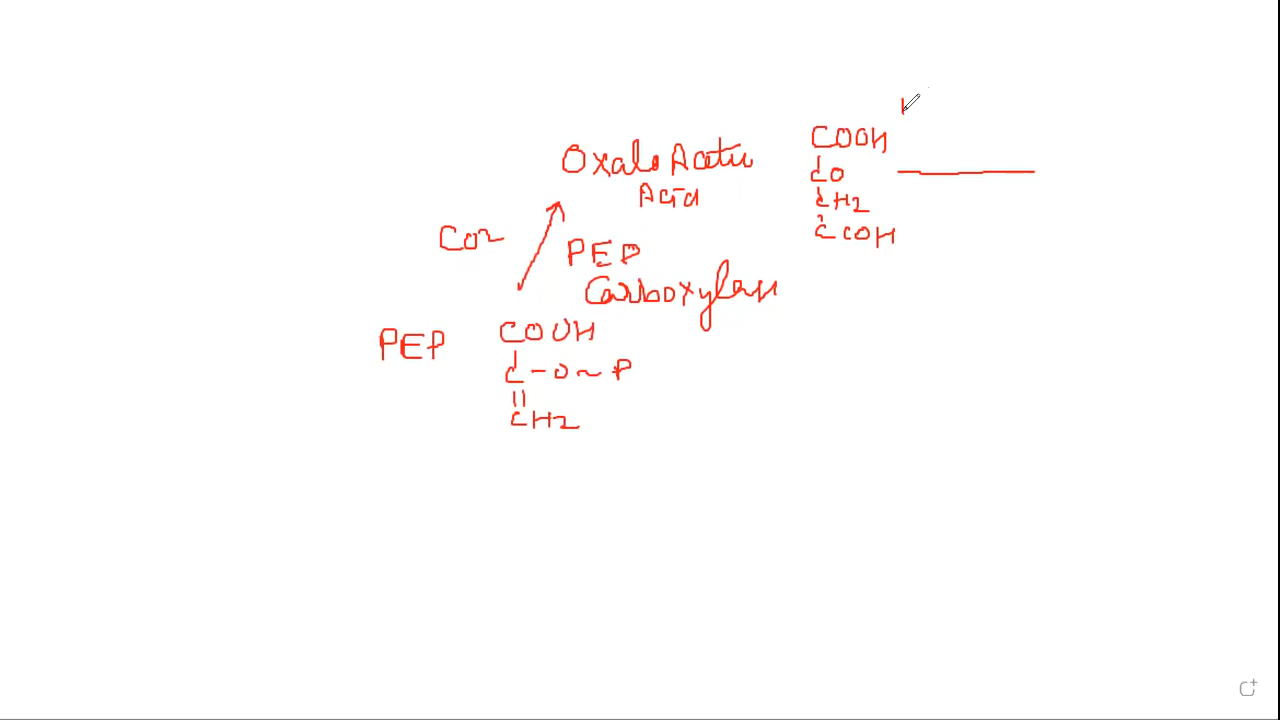 Oxalo Acetic
Acid
COOH
CO
CH2
COOH
CO2
PEP
Carboxylase
PEP
COOH
C - O ~ P
CH2